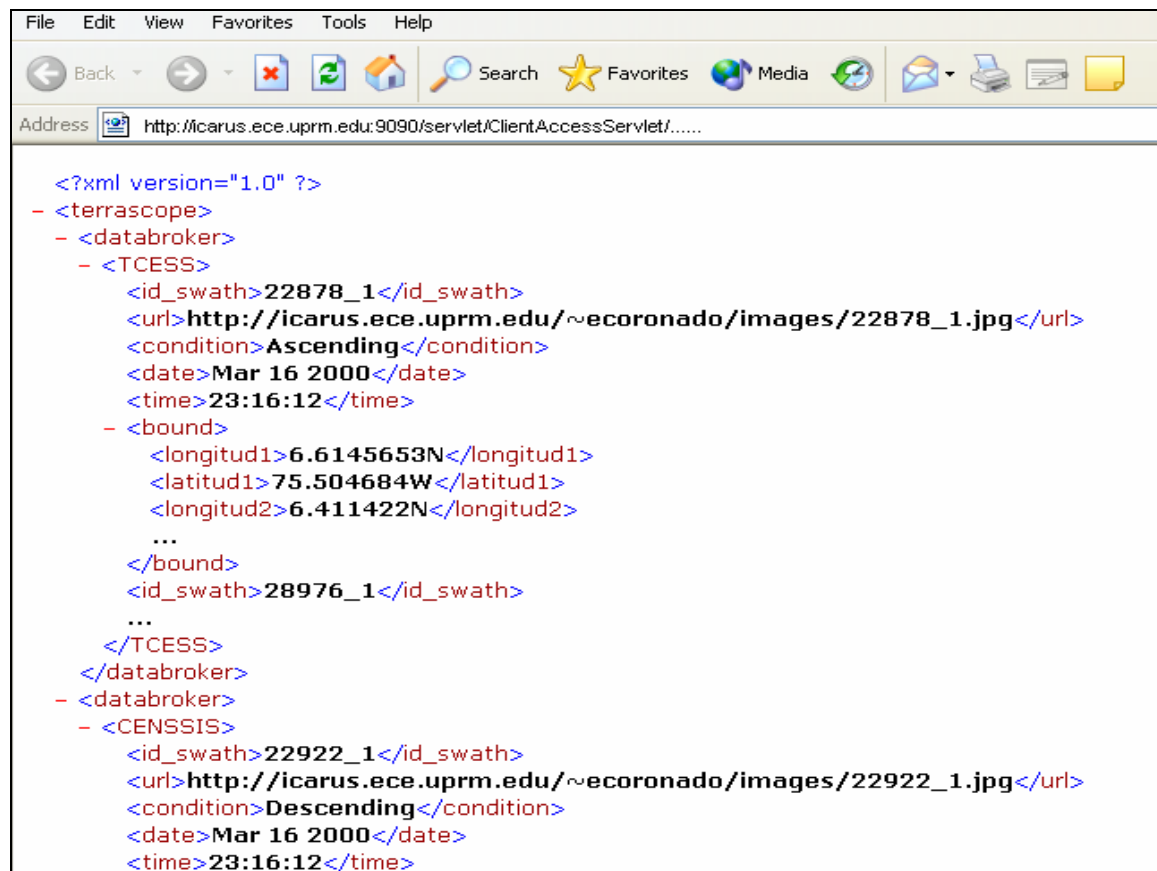 File Edit View Favorites Tools Help
Back Search Favorites Media
Address http://icarus.ece.uprm.edu:9090/servlet/ClientAccessServlet/......
<?xml version="1.0" ?>
- <terrascope>
- <databroker>
- <TCESS>
<id_swath>22878_1</id_swath>
<url>http://icarus.ece.uprm.edu/~ecoronado/images/22878_1.jpg</url>
<condition>Ascending</condition>
<date>Mar 16 2000</date>
<time>23:16:12</time>
- <bound>
<longitud1>6.6145653N</longitud1>
<latitud1>75.504684W</latitud1>
<longitud2>6.411422N</longitud2>
...
</bound>
<id_swath>28976_1</id_swath>
...
</TCESS>
</databroker>
- <databroker>
- <CENSSIS>
<id_swath>22922_1</id_swath>
<url>http://icarus.ece.uprm.edu/~ecoronado/images/22922_1.jpg</url>
<condition>Descending</condition>
<date>Mar 16 2000</date>
<time>23:16:12</time>